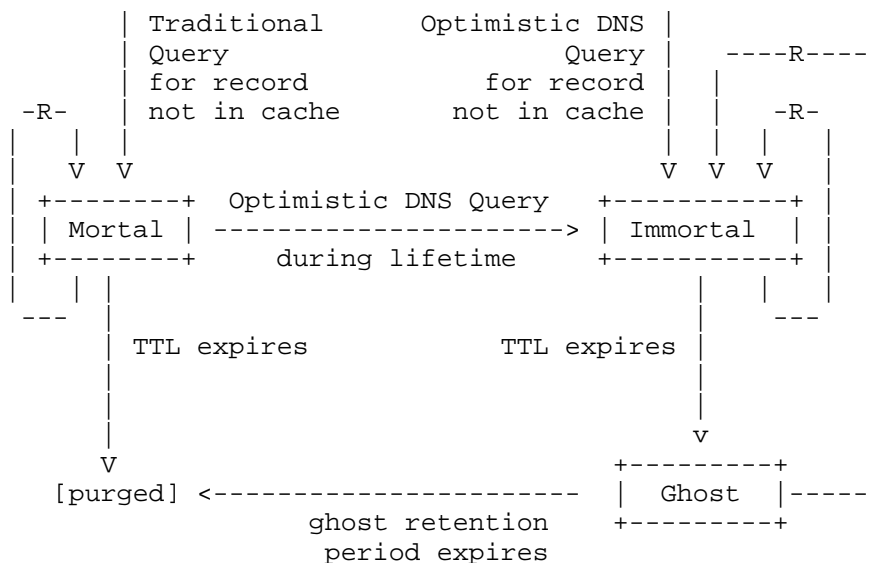 Traditional Optimistic DNS
Query Query ----R----
for record for record
-R- not in cache not in cache -R-
V V V V V
+--------+ Optimistic DNS Query +-----------+
| Mortal | ----------------------> | Immortal |
+--------+ during lifetime +-----------+
--- ---
TTL expires TTL expires
v
V +---------+
[purged] <----------------------- | Ghost |-----
ghost retention +---------+
period expires